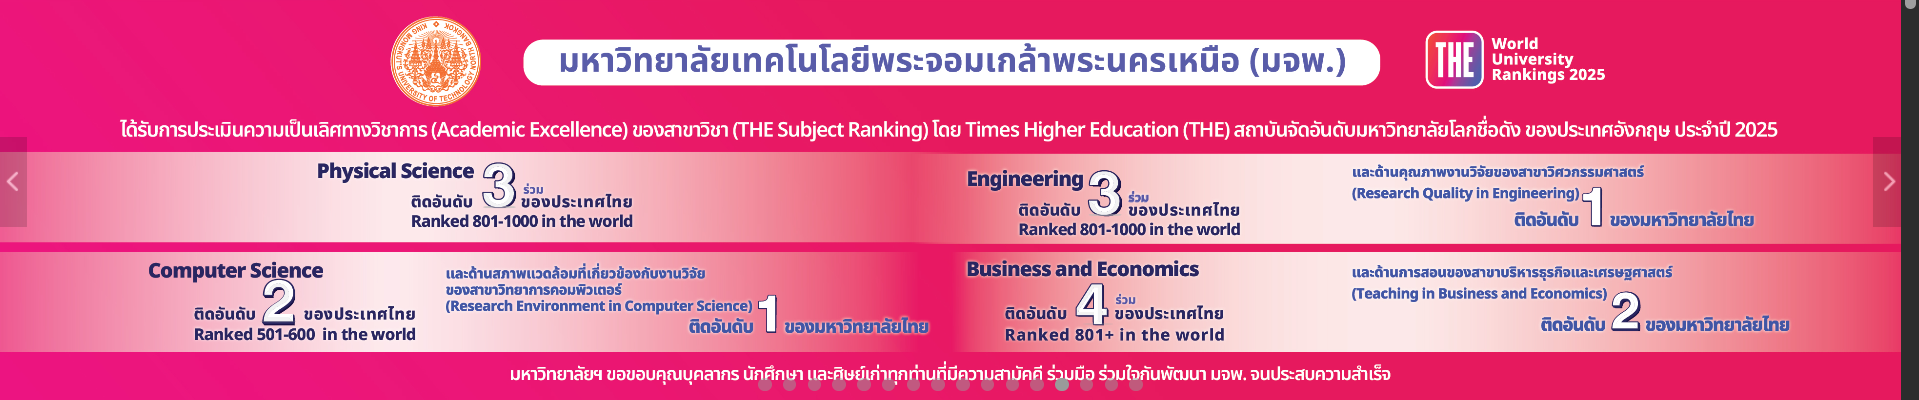 KING MONGKUT'S UNIVERSITY OF TECHNOLOGY NORTH BANGKOK
มหาวิทยาลัยเทคโนโลยีพระจอมเกล้าพระนครเหนือ (มจพ.)
THE
World
University
Rankings 2025
ได้รับการประเมินความเป็นเลิศทางวิชาการ (Academic Excellence) ของสาขาวิชา (THE Subject Ranking) โดย Times Higher Education (THE) สถาบันจัดอันดับมหาวิทยาลัยโลกชื่อดัง ของประเทศอังกฤษ ประจำปี 2025
Physical Science
ติดอันดับ 3 ร่วม ของประเทศไทย
Ranked 801-1000 in the world
Engineering
ติดอันดับ 3 ร่วม ของประเทศไทย
Ranked 801-1000 in the world
และด้านคุณภาพงานวิจัยของสาขาวิศวกรรมศาสตร์
(Research Quality in Engineering)
ติดอันดับ 1 ของมหาวิทยาลัยไทย
Computer Science
ติดอันดับ 2 ของประเทศไทย
Ranked 501-600 in the world
และด้านสภาพแวดล้อมที่เกี่ยวข้องกับงานวิจัย
ของสาขาวิทยาการคอมพิวเตอร์
(Research Environment in Computer Science)
ติดอันดับ 1 ของมหาวิทยาลัยไทย
Business and Economics
ติดอันดับ 4 ร่วม ของประเทศไทย
Ranked 801+ in the world
และด้านการสอนของสาขาบริหารธุรกิจและเศรษฐศาสตร์
(Teaching in Business and Economics)
ติดอันดับ 2 ของมหาวิทยาลัยไทย
มหาวิทยาลัยฯ ขอขอบคุณบุคลากร นักศึกษา และศิษย์เก่าทุกท่านที่มีความสามัคคี ร่วมมือ ร่วมใจกันพัฒนา มจพ. จนประสบความสำเร็จ